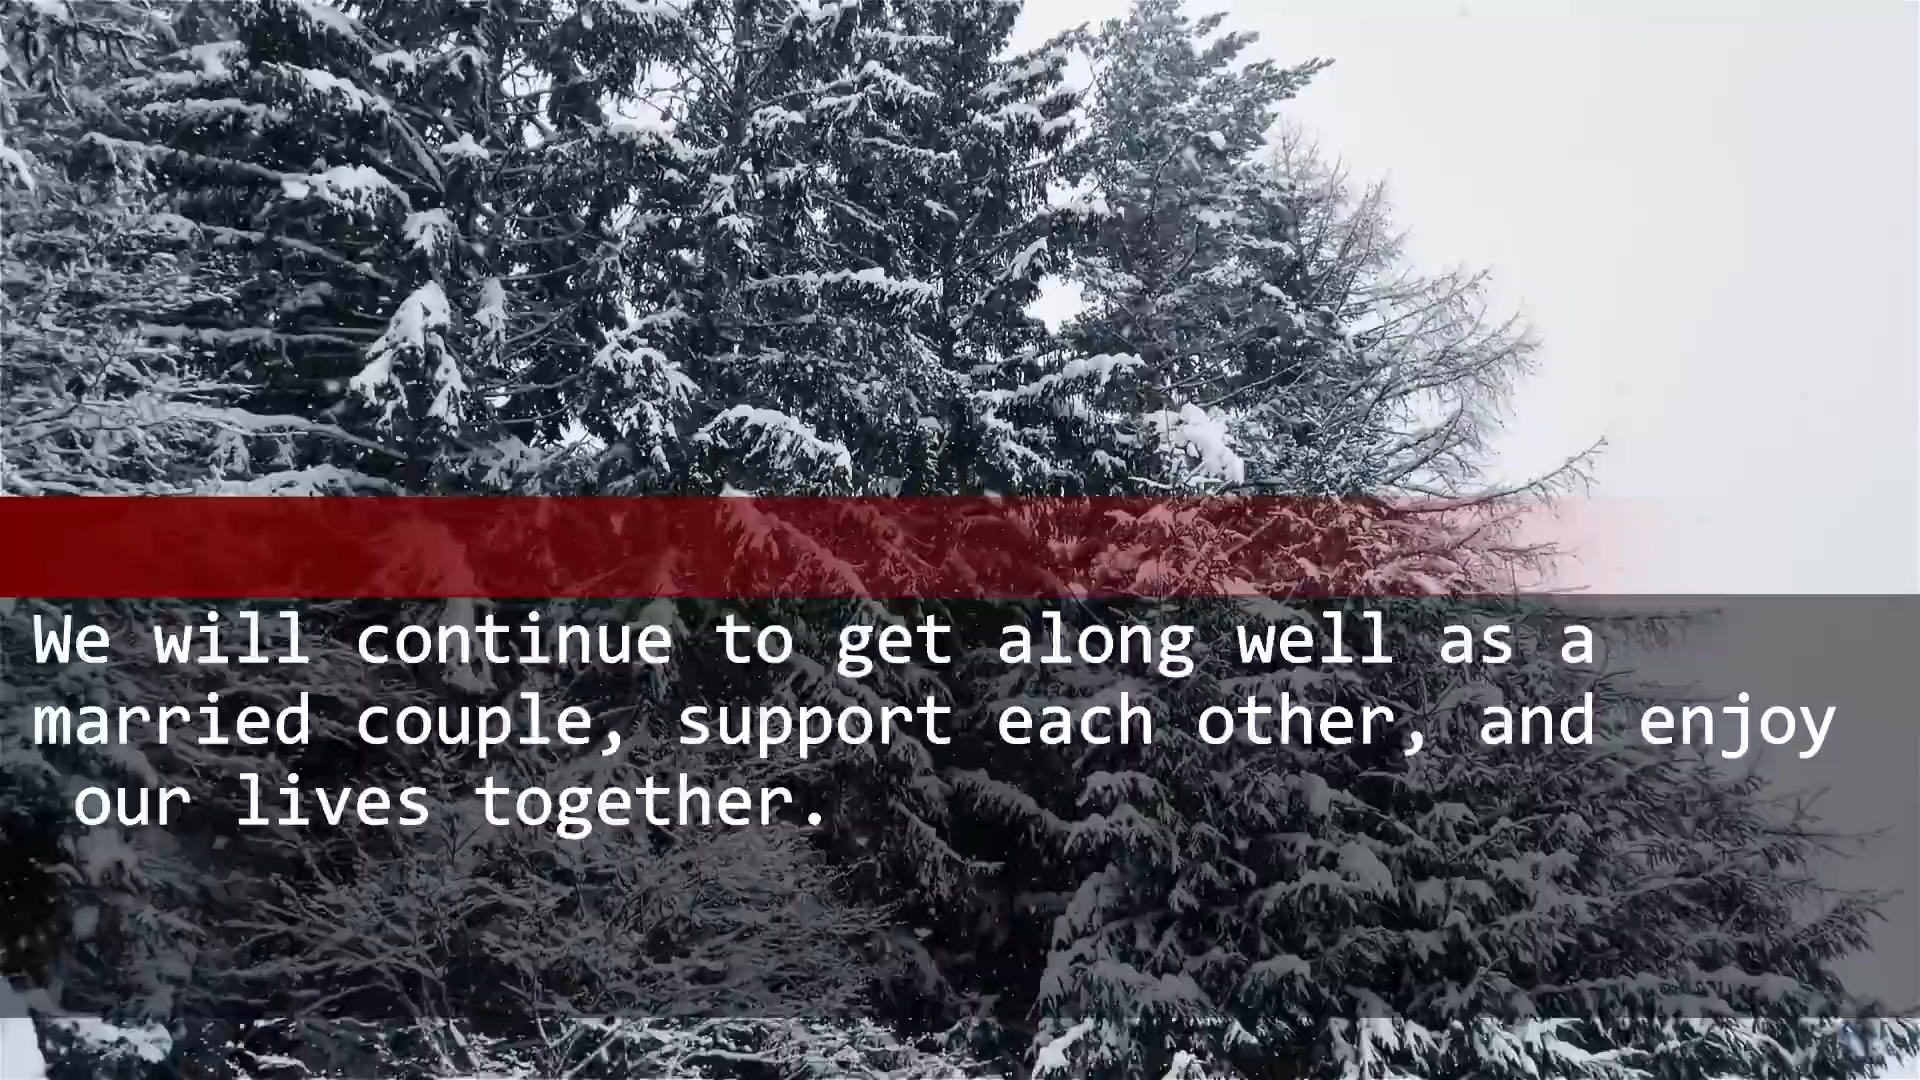 We will continue to get along well as a
married couple, support each other, and enjoy
our lives together.